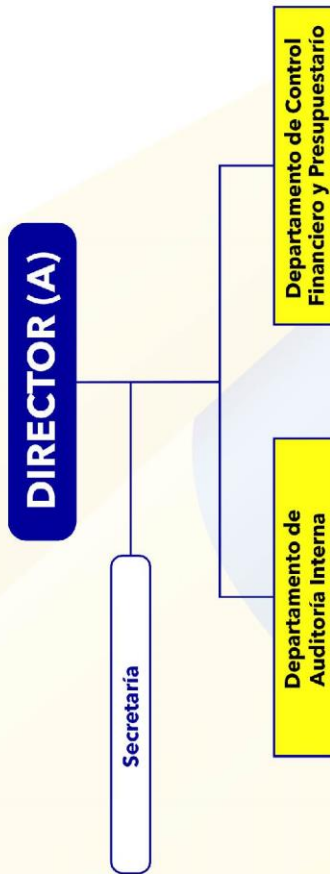 DIRECTOR (A)
Secretaría
Departamento de
Auditoría Interna
Departamento de Control
Financiero y Presupuestario